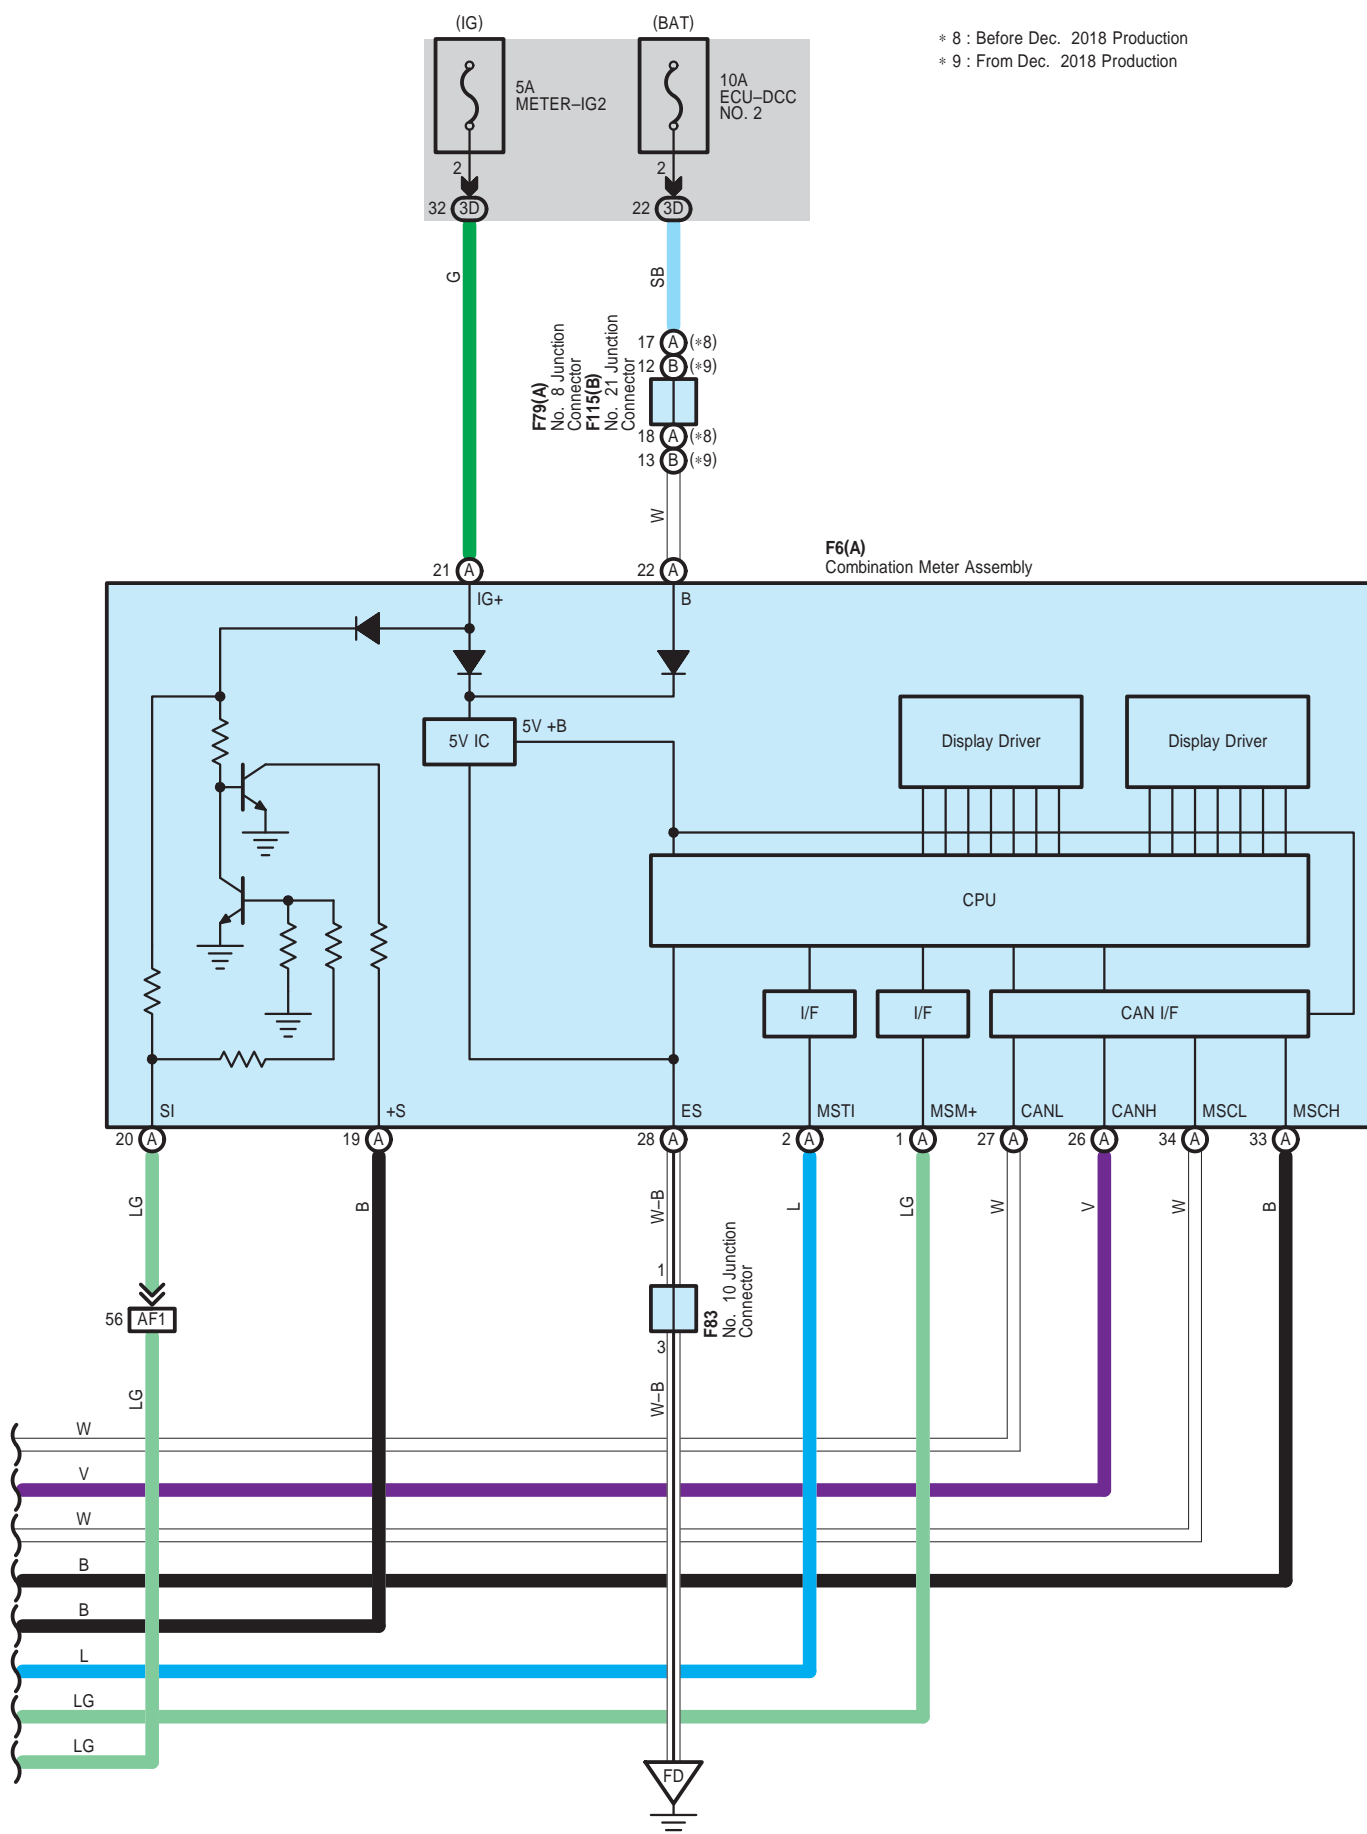 (IG)
(BAT)
* 8 : Before Dec. 2018 Production
* 9 : From Dec. 2018 Production
5A
METER–IG2
10A
ECU–DCC
NO. 2
2
2
32 3D
22 3D
G
SB
17 A (*8)
12 B (*9)
F79(A)
No. 8 Junction
Connector
F115(B)
No. 21 Junction
Connector
18 A (*8)
13 B (*9)
W
F6(A)
Combination Meter Assembly
21 A
22 A
IG+
B
5V IC
5V +B
Display Driver
Display Driver
CPU
I/F
I/F
CAN I/F
SI
+S
ES
MSTI
MSM+
CANL
CANH
MSCL
MSCH
20 A
19 A
28 A
2 A
1 A
27 A
26 A
34 A
33 A
LG
B
W–B
L
LG
W
V
W
B
1
F83
No. 10 Junction
Connector
56 AF1
3
LG
W–B
W
V
W
B
B
L
LG
LG
FD